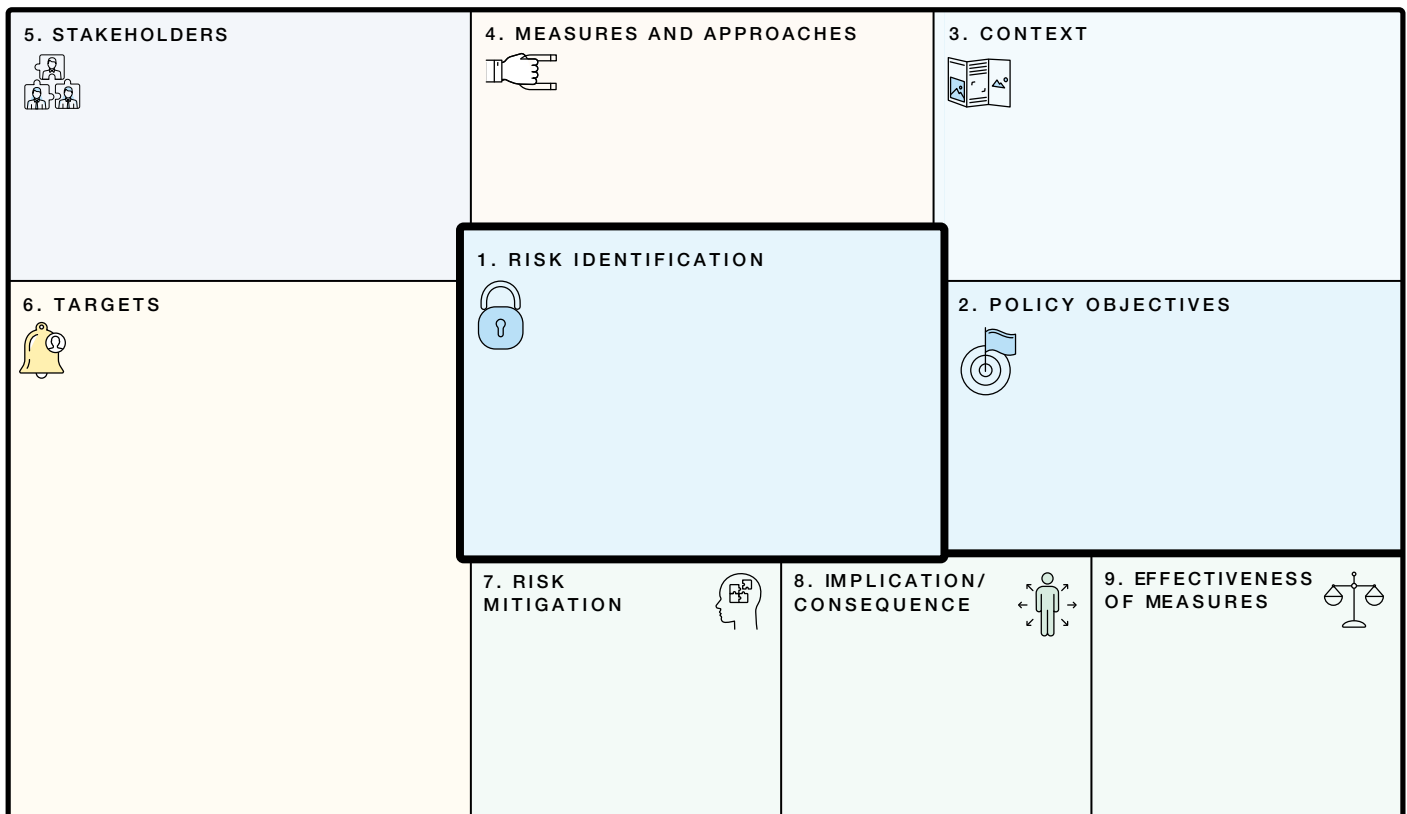 5. STAKEHOLDERS
4. MEASURES AND APPROACHES
3. CONTEXT
1. RISK IDENTIFICATION
6. TARGETS
2. POLICY OBJECTIVES
7. RISK
MITIGATION
8. IMPLICATION/
CONSEQUENCE
9. EFFECTIVENESS
OF MEASURES